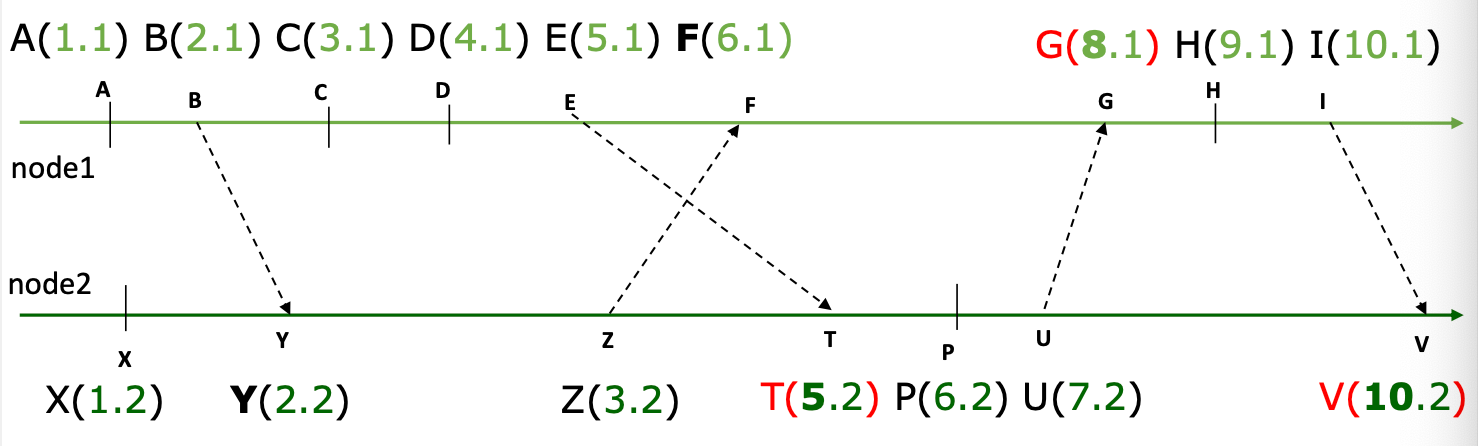 A(1.1) B(2.1) C(3.1) D(4.1) E(5.1) F(6.1) G(8.1) H(9.1) I(10.1)
A B C D E F G H I
node1
node2
X Y Z T P U V
X(1.2) Y(2.2) Z(3.2) T(5.2) P(6.2) U(7.2) V(10.2)